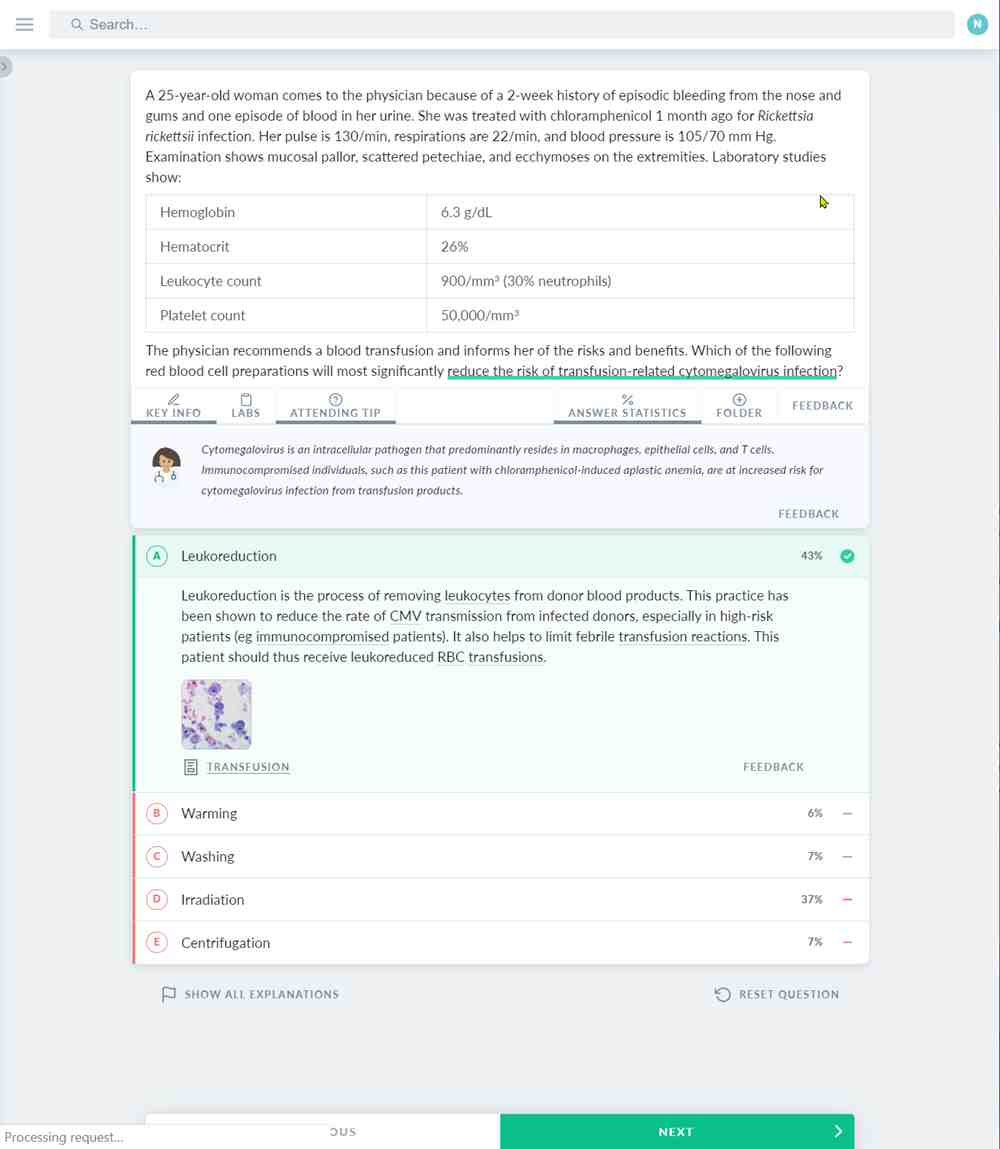 Search...
N
A 25-year-old woman comes to the physician because of a 2-week history of episodic bleeding from the nose and
gums and one episode of blood in her urine. She was treated with chloramphenicol 1 month ago for Rickettsia
rickettsii infection. Her pulse is 130/min, respirations are 22/min, and blood pressure is 105/70 mm Hg.
Examination shows mucosal pallor, scattered petechiae, and ecchymoses on the extremities. Laboratory studies
show:
Hemoglobin 6.3 g/dL
Hematocrit 26%
Leukocyte count 900/mm³ (30% neutrophils)
Platelet count 50,000/mm³
The physician recommends a blood transfusion and informs her of the risks and benefits. Which of the following
red blood cell preparations will most significantly reduce the risk of transfusion-related cytomegalovirus infection?
KEY INFO LABS ATTENDING TIP ANSWER STATISTICS FOLDER FEEDBACK
Cytomegalovirus is an intracellular pathogen that predominantly resides in macrophages, epithelial cells, and T cells.
Immunocompromised individuals, such as this patient with chloramphenicol-induced aplastic anemia, are at increased risk for
cytomegalovirus infection from transfusion products.
FEEDBACK
A Leukoreduction 43%
Leukoreduction is the process of removing leukocytes from donor blood products. This practice has
been shown to reduce the rate of CMV transmission from infected donors, especially in high-risk
patients (eg immunocompromised patients). It also helps to limit febrile transfusion reactions. This
patient should thus receive leukoreduced RBC transfusions.
TRANSFUSION FEEDBACK
B Warming 6%
C Washing 7%
D Irradiation 37%
E Centrifugation 7%
SHOW ALL EXPLANATIONS RESET QUESTION
OUS NEXT
Processing request...